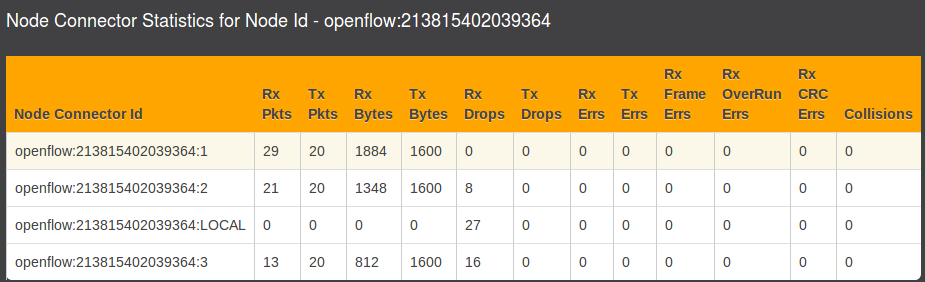 Node Connector Statistics for Node Id - openflow:213815402039364
Node Connector Id Rx Pkts Tx Pkts Rx Bytes Tx Bytes Rx Drops Tx Drops Rx Errs Tx Errs Rx Frame Errs Rx OverRun Errs Rx CRC Errs Collisions
openflow:213815402039364:1 29 20 1884 1600 0 0 0 0 0 0 0 0
openflow:213815402039364:2 21 20 1348 1600 8 0 0 0 0 0 0 0
openflow:213815402039364:LOCAL 0 0 0 0 27 0 0 0 0 0 0 0
openflow:213815402039364:3 13 20 812 1600 16 0 0 0 0 0 0 0